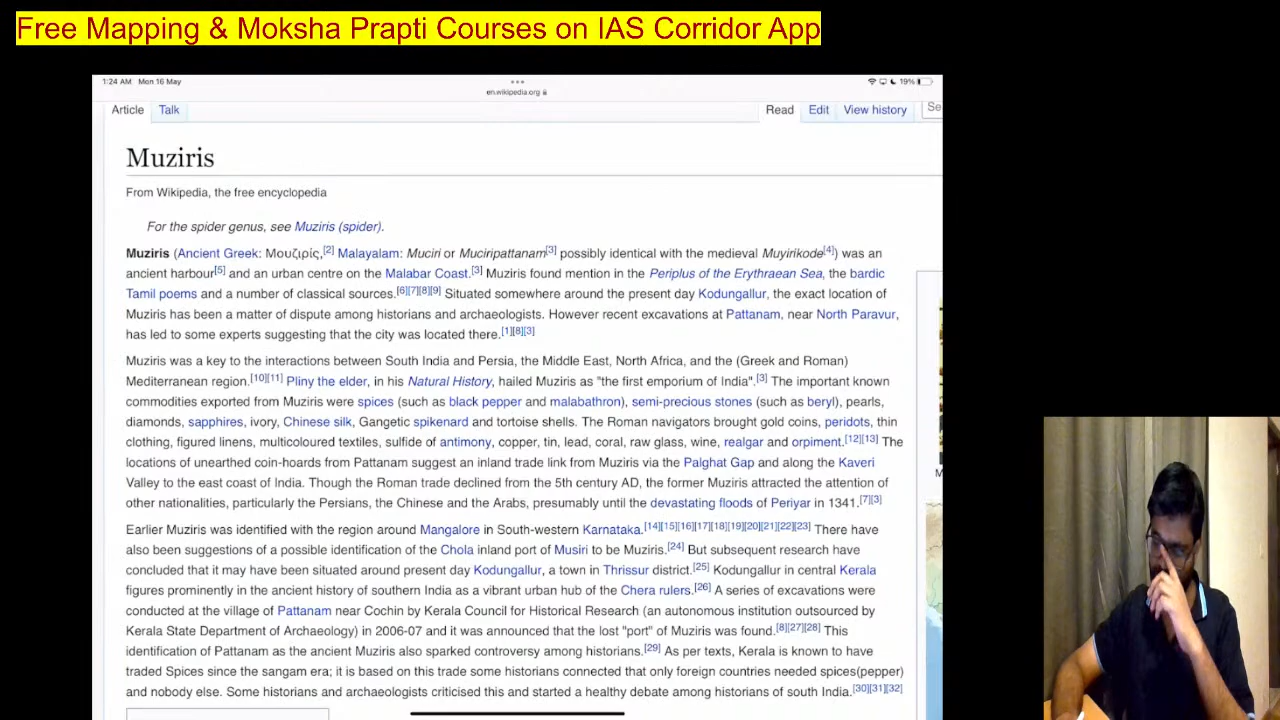 Free Mapping & Moksha Prapti Courses on IAS Corridor App
1:24 AM Mon 16 May
19%
en.wikipedia.org
Article Talk Read Edit View history Se
Muziris
From Wikipedia, the free encyclopedia
For the spider genus, see Muziris (spider).
Muziris (Ancient Greek: Μουζιρίς,[2] Malayalam: Muciri or Muciripattanam[3] possibly identical with the medieval Muyirikode[4]) was an
ancient harbour[5] and an urban centre on the Malabar Coast.[3] Muziris found mention in the Periplus of the Erythraean Sea, the bardic
Tamil poems and a number of classical sources.[6][7][8][9] Situated somewhere around the present day Kodungallur, the exact location of
Muziris has been a matter of dispute among historians and archaeologists. However recent excavations at Pattanam, near North Paravur,
has led to some experts suggesting that the city was located there.[1][8][3]
Muziris was a key to the interactions between South India and Persia, the Middle East, North Africa, and the (Greek and Roman)
Mediterranean region.[10][11] Pliny the elder, in his Natural History, hailed Muziris as "the first emporium of India".[3] The important known
commodities exported from Muziris were spices (such as black pepper and malabathron), semi-precious stones (such as beryl), pearls,
diamonds, sapphires, ivory, Chinese silk, Gangetic spikenard and tortoise shells. The Roman navigators brought gold coins, peridots, thin
clothing, figured linens, multicoloured textiles, sulfide of antimony, copper, tin, lead, coral, raw glass, wine, realgar and orpiment.[12][13] The
locations of unearthed coin-hoards from Pattanam suggest an inland trade link from Muziris via the Palghat Gap and along the Kaveri
Valley to the east coast of India. Though the Roman trade declined from the 5th century AD, the former Muziris attracted the attention of
other nationalities, particularly the Persians, the Chinese and the Arabs, presumably until the devastating floods of Periyar in 1341.[7][3]
Earlier Muziris was identified with the region around Mangalore in South-western Karnataka.[14][15][16][17][18][19][20][21][22][23] There have
also been suggestions of a possible identification of the Chola inland port of Musiri to be Muziris.[24] But subsequent research have
concluded that it may have been situated around present day Kodungallur, a town in Thrissur district.[25] Kodungallur in central Kerala
figures prominently in the ancient history of southern India as a vibrant urban hub of the Chera rulers.[26] A series of excavations were
conducted at the village of Pattanam near Cochin by Kerala Council for Historical Research (an autonomous institution outsourced by
Kerala State Department of Archaeology) in 2006-07 and it was announced that the lost "port" of Muziris was found.[8][27][28] This
identification of Pattanam as the ancient Muziris also sparked controversy among historians.[29] As per texts, Kerala is known to have
traded Spices since the sangam era; it is based on this trade some historians connected that only foreign countries needed spices(pepper)
and nobody else. Some historians and archaeologists criticised this and started a healthy debate among historians of south India.[30][31][32]